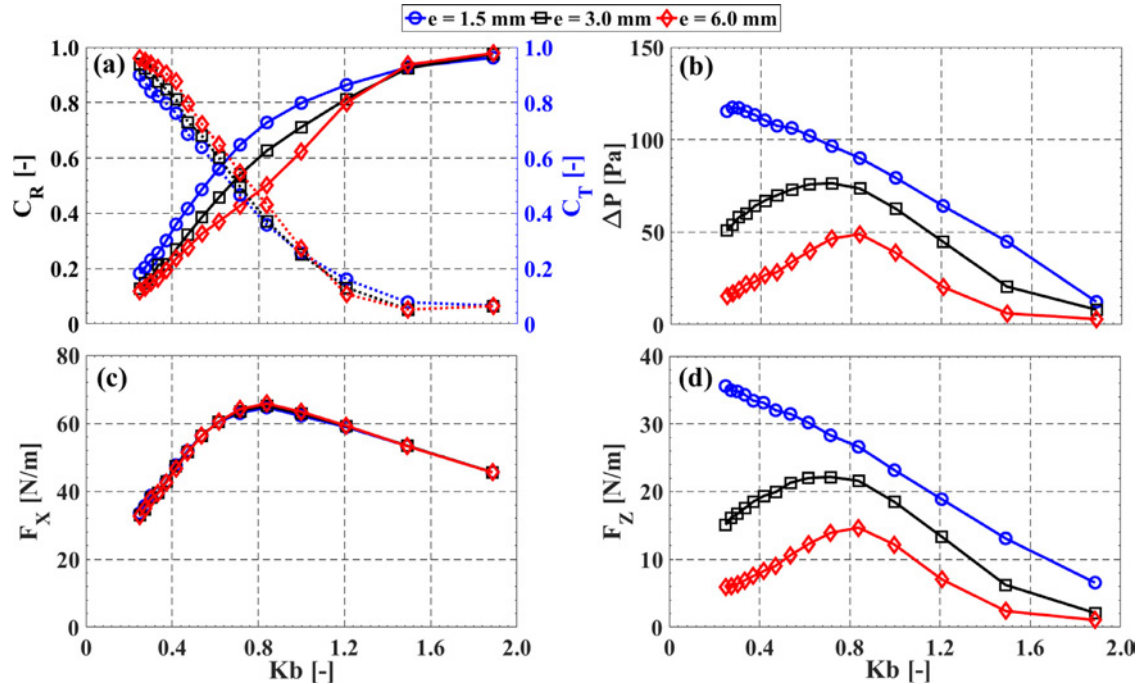 e = 1.5 mm e = 3.0 mm e = 6.0 mm
(a)
1.0
0.8
0.6
0.4
0.2
0
C_R [-]
1.0
0.8
0.6
0.4
0.2
0
C_T [-]
(b)
150
100
50
0
ΔP [Pa]
(c)
80
60
40
20
0
F_X [N/m]
0 0.4 0.8 1.2 1.6 2.0
Kb [-]
(d)
40
30
20
10
0
F_Z [N/m]
0 0.4 0.8 1.2 1.6 2.0
Kb [-]